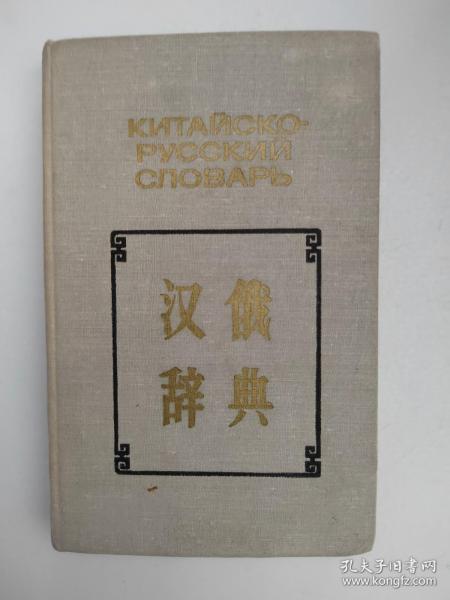 КИТАЙСКО-
РУССКИЙ
СЛОВАРЬ
汉俄
辞典
孔夫子旧书网
www.kongfz.com